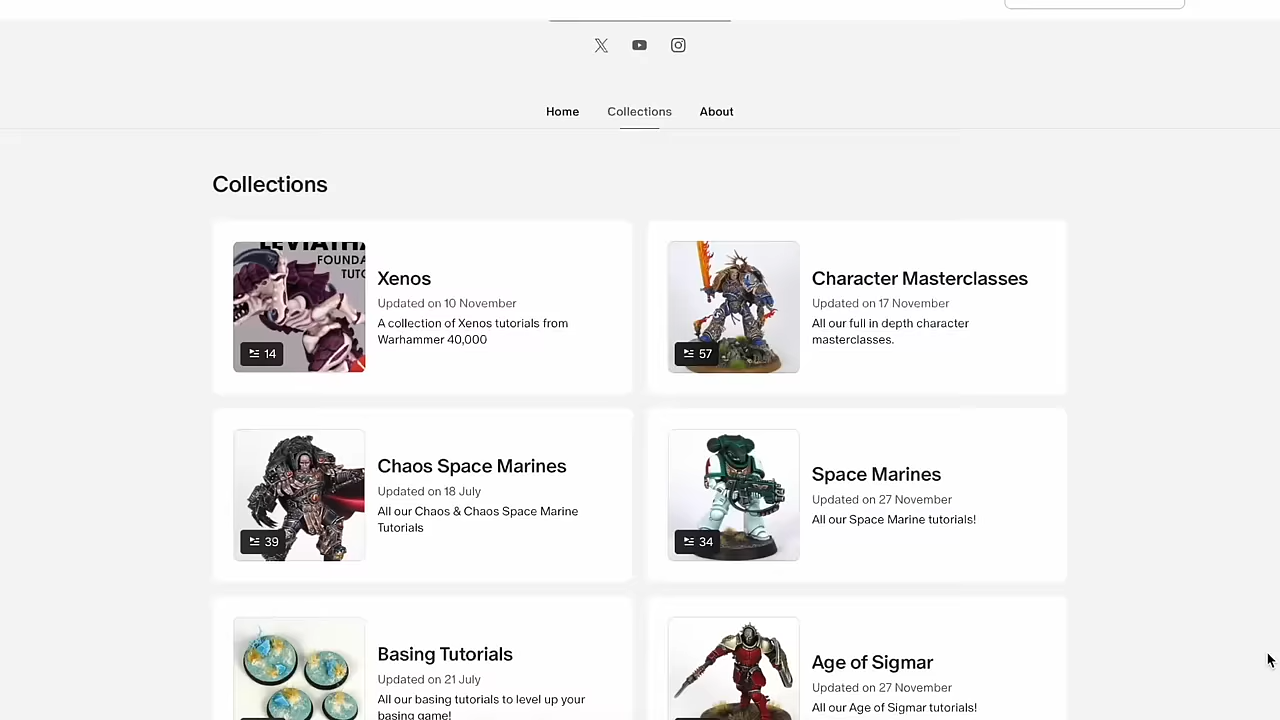 Home Collections About
Collections
FOUNDA
TUTO
14
Xenos
Updated on 10 November
A collection of Xenos tutorials from
Warhammer 40,000
57
Character Masterclasses
Updated on 17 November
All our full in depth character
masterclasses.
39
Chaos Space Marines
Updated on 18 July
All our Chaos & Chaos Space Marine
Tutorials
34
Space Marines
Updated on 27 November
All our Space Marine tutorials!
Basing Tutorials
Updated on 21 July
All our basing tutorials to level up your
basing game!
Age of Sigmar
Updated on 27 November
All our Age of Sigmar tutorials!